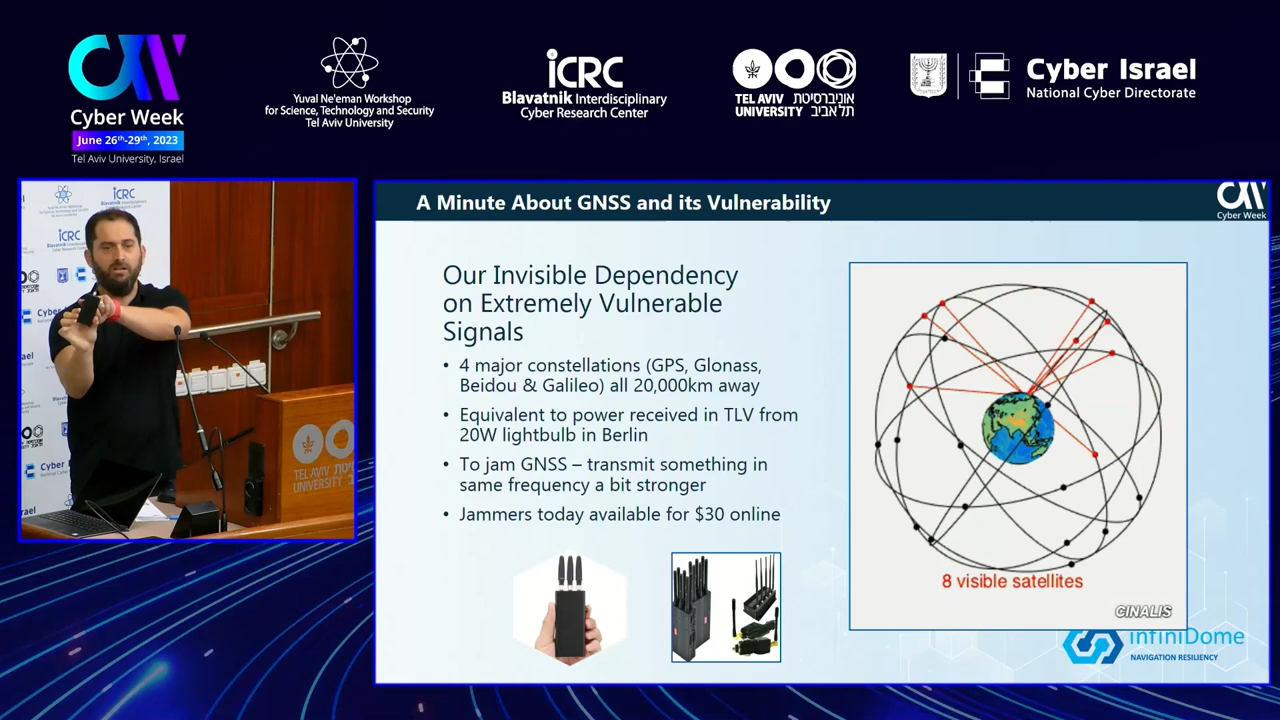 Cyber Week
June 26th-29th, 2023
Tel Aviv University, Israel
Yuval Ne'eman Workshop
for Science, Technology and Security
Tel Aviv University
iCRC
Blavatnik Interdisciplinary
Cyber Research Center
TEL AVIV אוניברסיטת
UNIVERSITY תל אביב
Cyber Israel
National Cyber Directorate
A Minute About GNSS and its Vulnerability
Cyber Week
Our Invisible Dependency
on Extremely Vulnerable
Signals
• 4 major constellations (GPS, Glonass,
Beidou & Galileo) all 20,000km away
• Equivalent to power received in TLV from
20W lightbulb in Berlin
• To jam GNSS – transmit something in
same frequency a bit stronger
• Jammers today available for $30 online
8 visible satellites
CINALIS
infiniDome
NAVIGATION RESILIENCY
iCRC
iCRC
TEL AVIV
UNIVERSITY